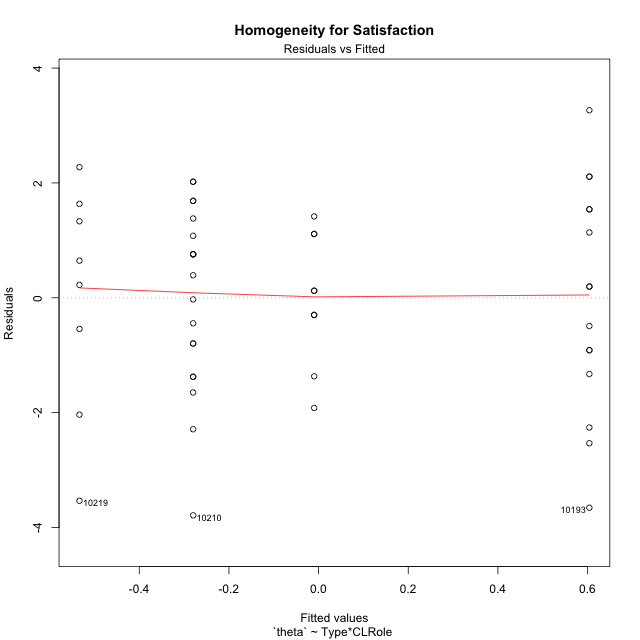 Homogeneity for Satisfaction
Residuals vs Fitted
4
2
0
-2
-4
Residuals
10219
10210
10193
-0.4 -0.2 0.0 0.2 0.4 0.6
Fitted values
`theta` ~ Type*CLRole